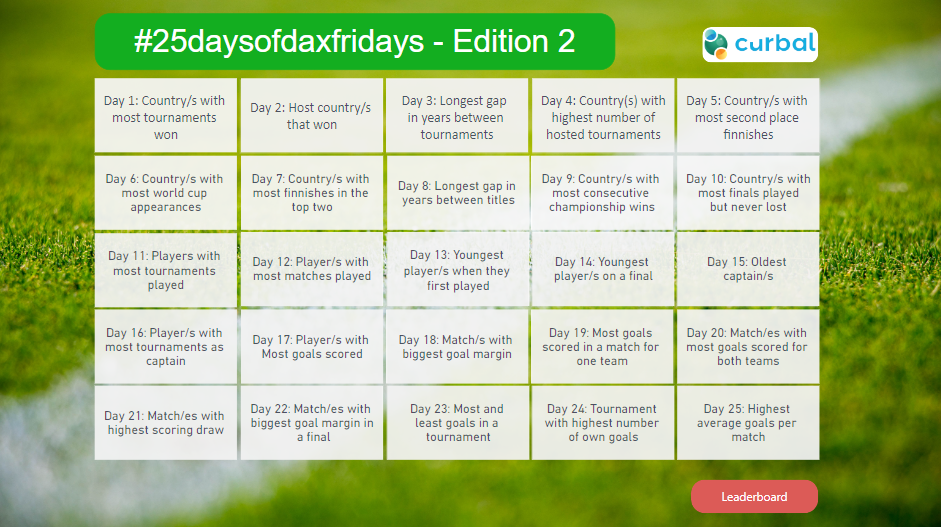 #25daysofdaxfridays - Edition 2
curbal
Day 1: Country/s with
most tournaments
won
Day 2: Host country/s
that won
Day 3: Longest gap
in years between
tournaments
Day 4: Country(s) with
highest number of
hosted tournaments
Day 5: Country/s with
most second place
finnishes
Day 6: Country/s with
most world cup
appearances
Day 7: Country/s with
most finnishes in the
top two
Day 8: Longest gap in
years between titles
Day 9: Country/s with
most consecutive
championship wins
Day 10: Country/s with
most finals played
but never lost
Day 11: Players with
most tournaments
played
Day 12: Player/s with
most matches played
Day 13: Youngest
player/s when they
first played
Day 14: Youngest
player/s on a final
Day 15: Oldest
captain/s
Day 16: Player/s with
most tournaments as
captain
Day 17: Player/s with
Most goals scored
Day 18: Match/s with
biggest goal margin
Day 19: Most goals
scored in a match for
one team
Day 20: Match/es with
most goals scored for
both teams
Day 21: Match/es with
highest scoring draw
Day 22: Match/es with
biggest goal margin in
a final
Day 23: Most and
least goals in a
tournament
Day 24: Tournament
with highest number
of own goals
Day 25: Highest
average goals per
match
Leaderboard